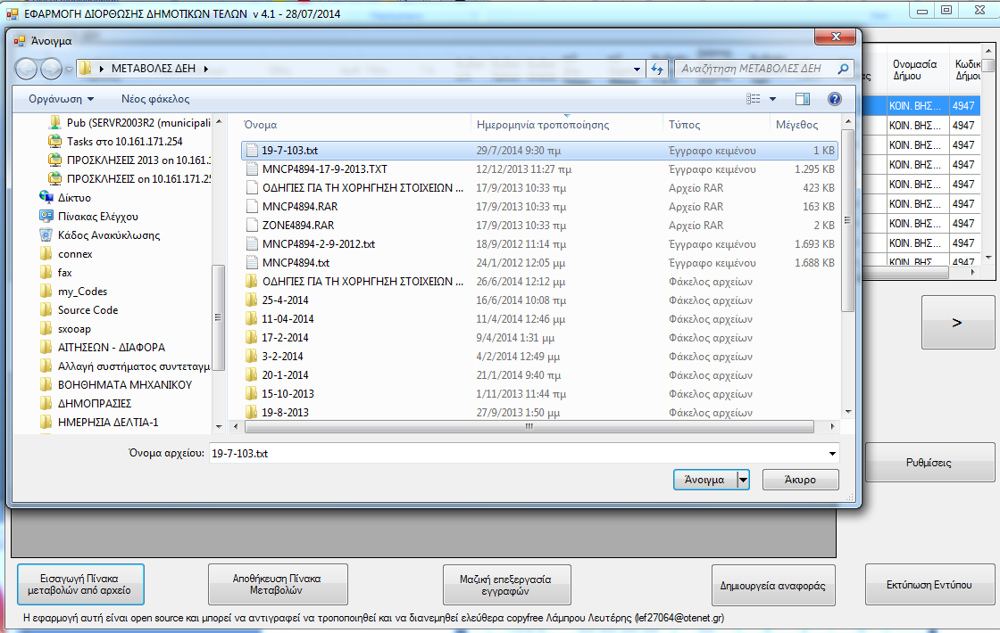 ΕΦΑΡΜΟΓΗ ΔΙΟΡΘΩΣΗΣ ΔΗΜΟΤΙΚΩΝ ΤΕΛΩΝ v 4.1 - 28/07/2014
Άνοιγμα
ΜΕΤΑΒΟΛΕΣ ΔΕΗ
Αναζήτηση ΜΕΤΑΒΟΛΕΣ ΔΕΗ
Οργάνωση
Νέος φάκελος
Pub (SERVR2003R2 (municipali
Tasks στο 10.161.171.254
ΠΡΟΣΚΛΗΣΕΙΣ 2013 on 10.161.:
ΠΡΟΣΚΛΗΣΕΙΣ on 10.161.171.25
Δίκτυο
Πίνακας Ελέγχου
Κάδος Ανακύκλωσης
connex
fax
my_Codes
Source Code
sxooap
ΑΙΤΗΣΕΩΝ - ΔΙΑΦΟΡΑ
Αλλαγή συστήματος συντεταγμ
ΒΟΗΘΗΜΑΤΑ ΜΗΧΑΝΙΚΟΥ
ΔΗΜΟΠΡΑΣΙΕΣ
ΗΜΕΡΗΣΙΑ ΔΕΛΤΙΑ-1
Όνομα Ημερομηνία τροποποίησης Τύπος Μέγεθος
19-7-103.txt 29/7/2014 9:30 πμ Έγγραφο κειμένου 1 KB
MNCP4894-17-9-2013.TXT 12/12/2013 11:27 πμ Έγγραφο κειμένου 1.295 KB
ΟΔΗΓΙΕΣ ΓΙΑ ΤΗ ΧΟΡΗΓΗΣΗ ΣΤΟΙΧΕΙΩΝ ... 17/9/2013 10:33 πμ Αρχείο RAR 423 KB
MNCP4894.RAR 17/9/2013 10:33 πμ Αρχείο RAR 163 KB
ZONE4894.RAR 17/9/2013 10:33 πμ Αρχείο RAR 2 KB
MNCP4894-2-9-2012.txt 18/9/2012 11:14 πμ Έγγραφο κειμένου 1.693 KB
MNCP4894.txt 24/1/2012 12:05 μμ Έγγραφο κειμένου 1.688 KB
ΟΔΗΓΙΕΣ ΓΙΑ ΤΗ ΧΟΡΗΓΗΣΗ ΣΤΟΙΧΕΙΩΝ ... 26/6/2014 12:12 μμ Φάκελος αρχείων
25-4-2014 16/6/2014 10:08 πμ Φάκελος αρχείων
11-04-2014 11/4/2014 12:46 μμ Φάκελος αρχείων
17-2-2014 9/4/2014 1:31 μμ Φάκελος αρχείων
3-2-2014 4/2/2014 12:49 μμ Φάκελος αρχείων
20-1-2014 21/1/2014 9:40 πμ Φάκελος αρχείων
15-10-2013 1/11/2013 11:44 πμ Φάκελος αρχείων
19-8-2013 27/9/2013 1:50 μμ Φάκελος αρχείων
Όνομα αρχείου: 19-7-103.txt
Άνοιγμα
Άκυρο
ας
Ονομασία Δήμου
Κωδικ Δήμοι
ΚΟΙΝ. ΒΗΣ... 4947
ΚΟΙΝ. ΒΗΣ... 4947
ΚΟΙΝ. ΒΗΣ... 4947
ΚΟΙΝ. ΒΗΣ... 4947
ΚΟΙΝ. ΒΗΣ... 4947
ΚΟΙΝ. ΒΗΣ... 4947
ΚΟΙΝ. ΒΗΣ... 4947
ΚΟΙΝ. ΒΗΣ... 4947
ΚΟΙΝ. ΒΗΣ... 4947
>
Ρυθμίσεις
Εισαγωγή Πίνακα
μεταβολών από αρχείο
Αποθήκευση Πίνακα
Μεταβολών
Μαζική επεξεργασία
εγγραφών
Δημιουργεία αναφοράς
Εκτύπωση Εντύπου
Η εφαρμογή αυτή είναι open source και μπορεί να αντιγραφεί να τροποποιηθεί και να διανεμηθεί ελεύθερα copyfree Λάμπρου Λευτέρης (lef27064@otenet.gr)